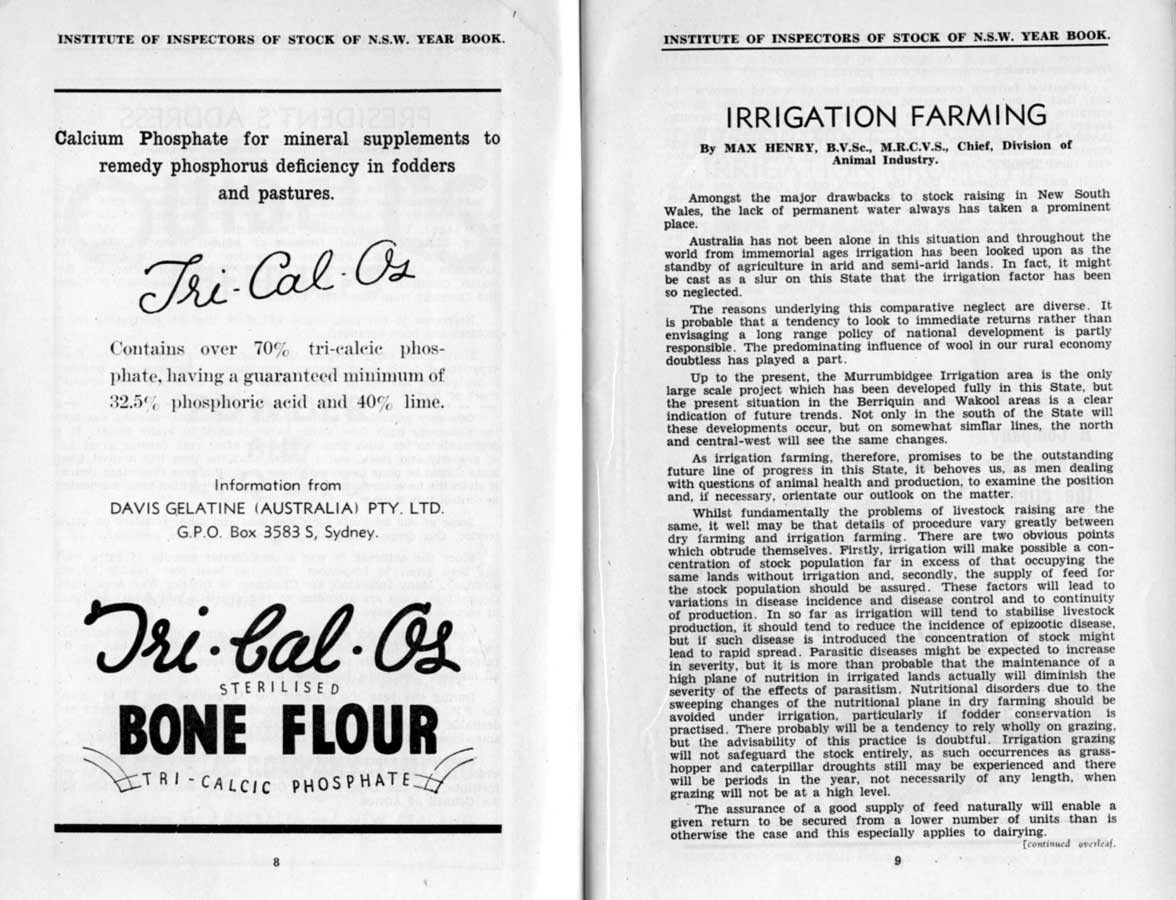 INSTITUTE OF INSPECTORS OF STOCK OF N.S.W. YEAR BOOK.
Calcium Phosphate for mineral supplements to
remedy phosphorus deficiency in fodders
and pastures.
Tri-Cal-Os
Contains over 70% tri-calcic phos-
phate, having a guaranteed minimum of
32.5% phosphoric acid and 40% lime.
Information from
DAVIS GELATINE (AUSTRALIA) PTY. LTD.
G.P.O. Box 3583 S, Sydney.
Tri-Cal-Os
STERILISED
BONE FLOUR
TRI-CALCIC PHOSPHATE
8
INSTITUTE OF INSPECTORS OF STOCK OF N.S.W. YEAR BOOK.
IRRIGATION FARMING
By MAX HENRY, B.V.Sc., M.R.C.V.S., Chief, Division of
Animal Industry.
Amongst the major drawbacks to stock raising in New South
Wales, the lack of permanent water always has taken a prominent
place.
Australia has not been alone in this situation and throughout the
world from immemorial ages irrigation has been looked upon as the
standby of agriculture in arid and semi-arid lands. In fact, it might
be cast as a slur on this State that the irrigation factor has been
so neglected.
The reasons underlying this comparative neglect are diverse. It
is probable that a tendency to look to immediate returns rather than
envisaging a long range policy of national development is partly
responsible. The predominating influence of wool in our rural economy
doubtless has played a part.
Up to the present, the Murrumbidgee Irrigation area is the only
large scale project which has been developed fully in this State, but
the present situation in the Berriquin and Wakool areas is a clear
indication of future trends. Not only in the south of the State will
these developments occur, but on somewhat similar lines, the north
and central-west will see the same changes.
As irrigation farming, therefore, promises to be the outstanding
future line of progress in this State, it behoves us, as men dealing
with questions of animal health and production, to examine the position
and, if necessary, orientate our outlook on the matter.
Whilst fundamentally the problems of livestock raising are the
same, it well may be that details of procedure vary greatly between
dry farming and irrigation farming. There are two obvious points
which obtrude themselves. Firstly, irrigation will make possible a con-
centration of stock population far in excess of that occupying the
same lands without irrigation and, secondly, the supply of feed for
the stock population should be assured. These factors will lead to
variations in disease incidence and disease control and to continuity
of production. In so far as irrigation will tend to stabilise livestock
production, it should tend to reduce the incidence of epizootic disease,
but if such disease is introduced the concentration of stock might
lead to rapid spread. Parasitic diseases might be expected to increase
in severity, but it is more than probable that the maintenance of a
high plane of nutrition in irrigated lands actually will diminish the
severity of the effects of parasitism. Nutritional disorders due to the
sweeping changes of the nutritional plane in dry farming should be
avoided under irrigation, particularly if fodder conservation is
practised. There probably will be a tendency to rely wholly on grazing,
but the advisability of this practice is doubtful. Irrigation grazing
will not safeguard the stock entirely, as such occurrences as grass-
hopper and caterpillar droughts still may be experienced and there
will be periods in the year, not necessarily of any length, when
grazing will not be at a high level.
The assurance of a good supply of feed naturally will enable a
given return to be secured from a lower number of units than is
otherwise the case and this especially applies to dairying.
[continued overleaf.
9